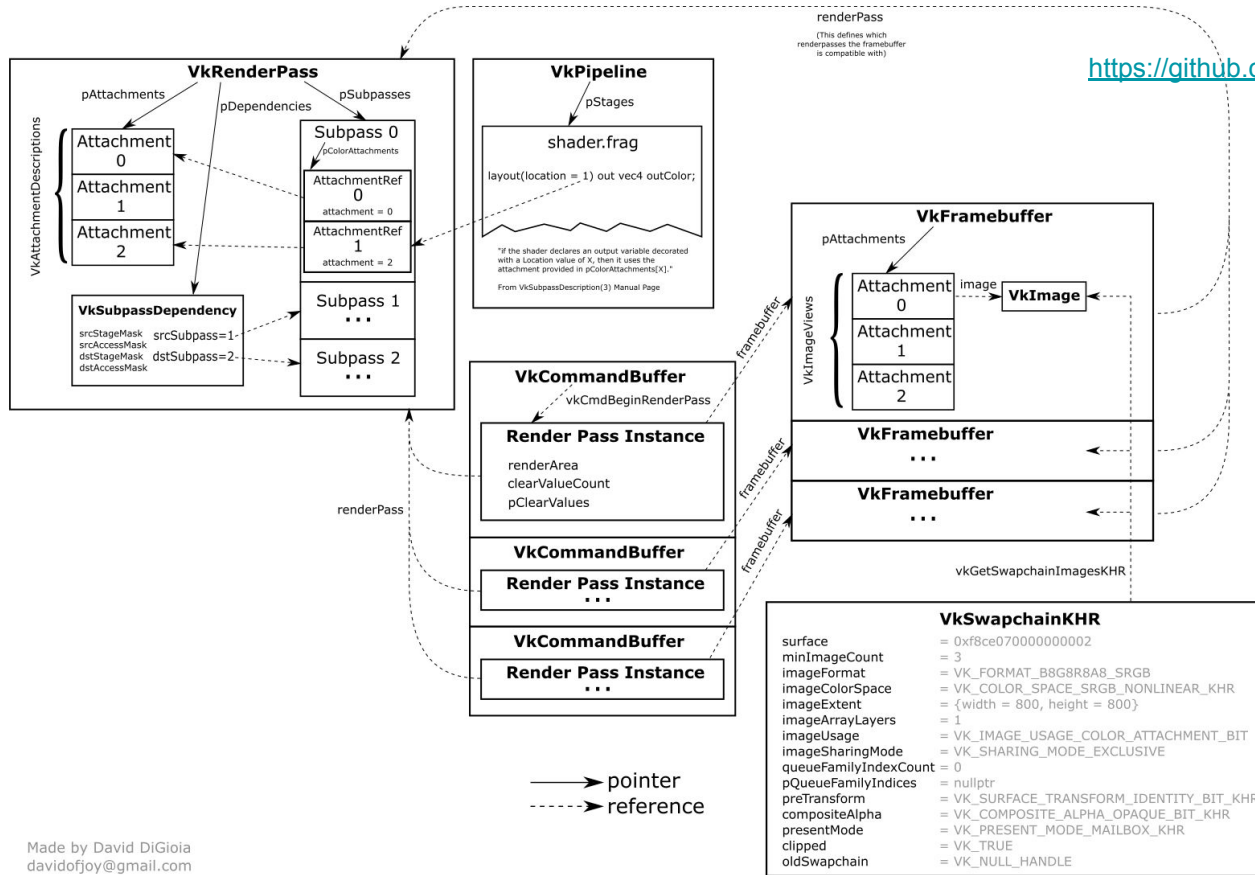 renderPass
(This defines which
renderpasses the framebuffer
is compatible with)
https://github.c
VkRenderPass
pAttachments
pDependencies
pSubpasses
VkAttachmentDescriptions
Attachment
0
Attachment
1
Attachment
2
Subpass 0
pColorAttachments
AttachmentRef
0
attachment = 0
AttachmentRef
1
attachment = 2
Subpass 1
...
Subpass 2
...
VkSubpassDependency
srcStageMask
srcAccessMask
dstStageMask
dstAccessMask
srcSubpass=1
dstSubpass=2
VkPipeline
pStages
shader.frag
layout(location = 1) out vec4 outColor;
"if the shader declares an output variable decorated
with a Location value of X, then it uses the
attachment provided in pColorAttachments[X]."
From VkSubpassDescription(3) Manual Page
VkCommandBuffer
vkCmdBeginRenderPass
Render Pass Instance
renderArea
clearValueCount
pClearValues
VkCommandBuffer
Render Pass Instance
...
VkCommandBuffer
Render Pass Instance
...
renderPass
framebuffer
framebuffer
framebuffer
VkFramebuffer
pAttachments
VkImageViews
Attachment
0
Attachment
1
Attachment
2
image
VkImage
VkFramebuffer
...
VkFramebuffer
...
vkGetSwapchainImagesKHR
VkSwapchainKHR
surface = 0xf8ce070000000002
minImageCount = 3
imageFormat = VK_FORMAT_B8G8R8A8_SRGB
imageColorSpace = VK_COLOR_SPACE_SRGB_NONLINEAR_KHR
imageExtent = {width = 800, height = 800}
imageArrayLayers = 1
imageUsage = VK_IMAGE_USAGE_COLOR_ATTACHMENT_BIT
imageSharingMode = VK_SHARING_MODE_EXCLUSIVE
queueFamilyIndexCount = 0
pQueueFamilyIndices = nullptr
preTransform = VK_SURFACE_TRANSFORM_IDENTITY_BIT_KHR
compositeAlpha = VK_COMPOSITE_ALPHA_OPAQUE_BIT_KHR
presentMode = VK_PRESENT_MODE_MAILBOX_KHR
clipped = VK_TRUE
oldSwapchain = VK_NULL_HANDLE
pointer
reference
Made by David DiGioia
davidofjoy@gmail.com